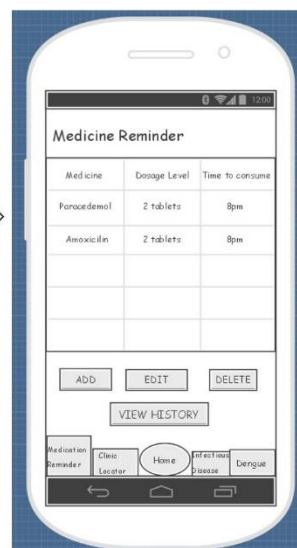 12:00
Medicine Reminder
Medicine Dosage Level Time to consume
Paracedemol 2 tablets 8pm
Amoxicilin 2 tablets 8pm
ADD EDIT DELETE
VIEW HISTORY
Medication Reminder
Clinic Locator
Home
Infectious Disease
Dengue